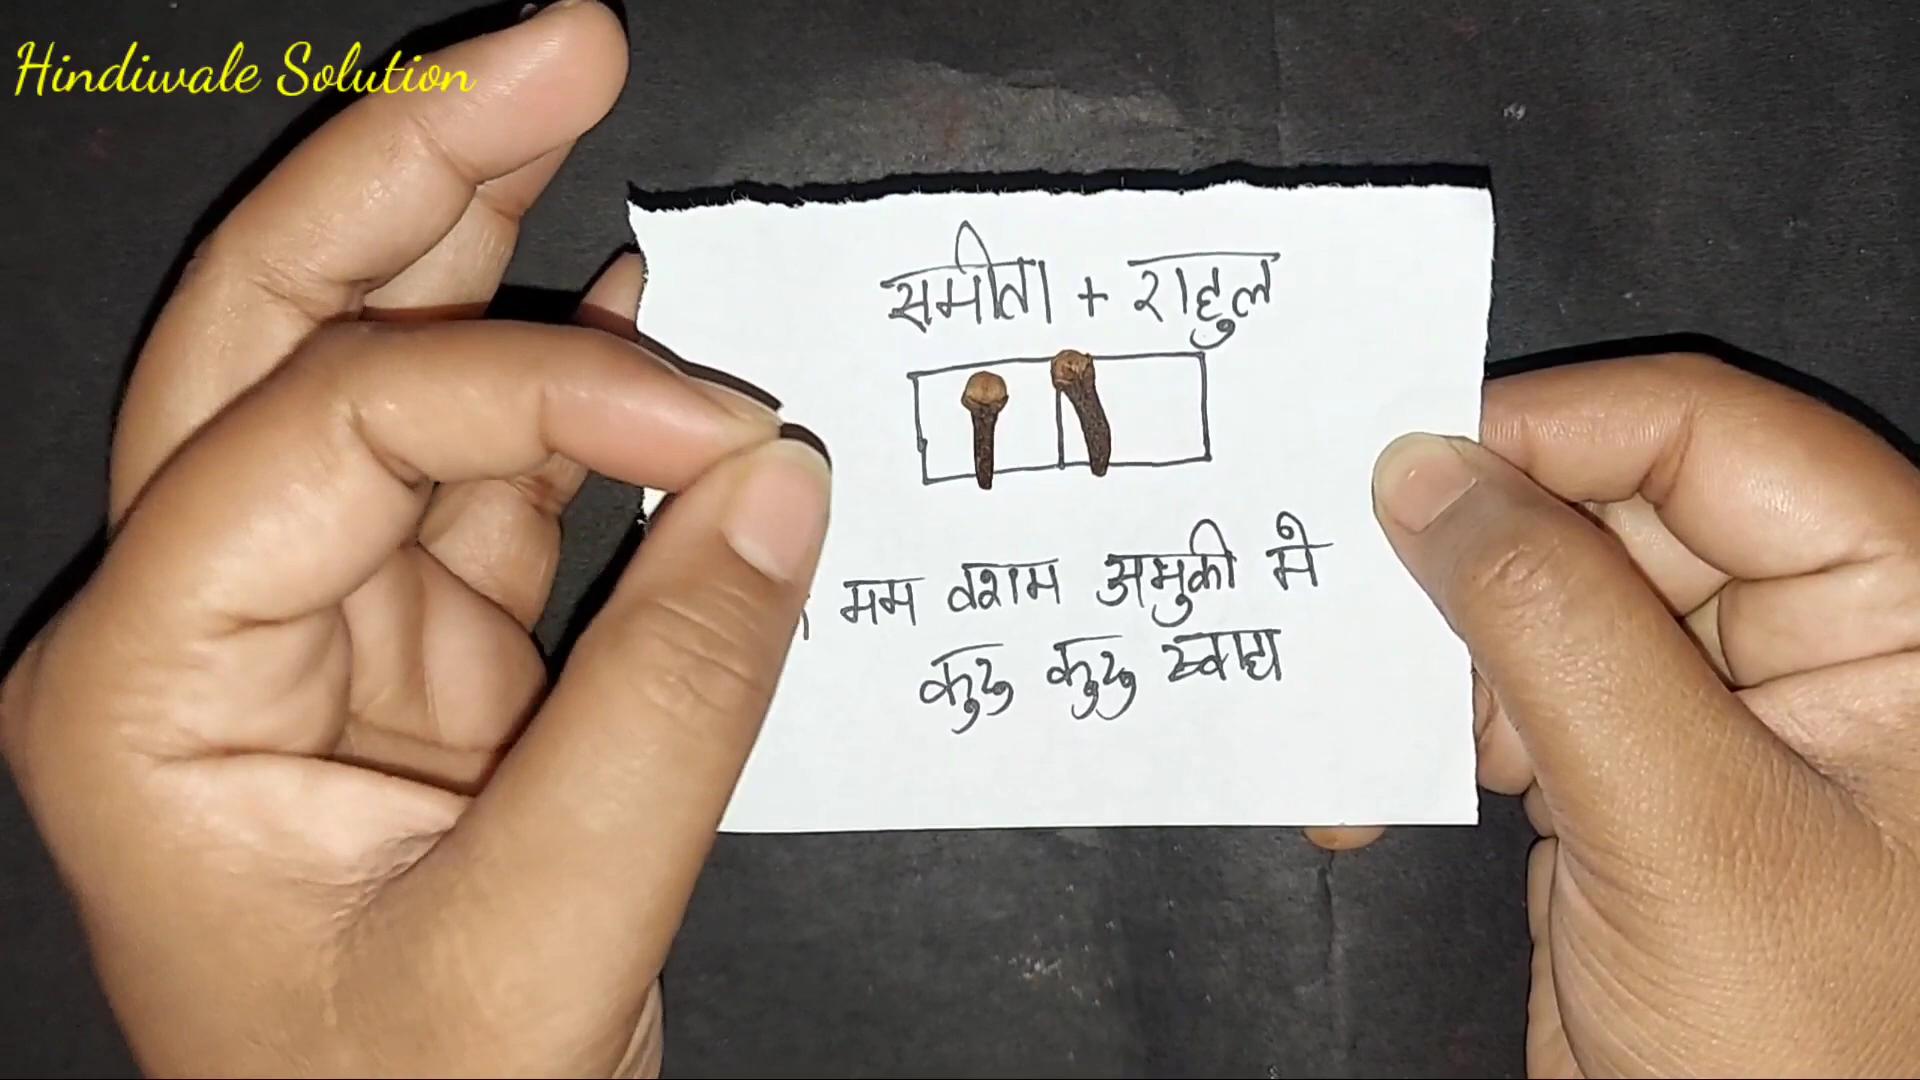 Hindiwale Solution
समीता + राहुल
मम वशम अमुकी मे
कुरु कुरु स्वाहा